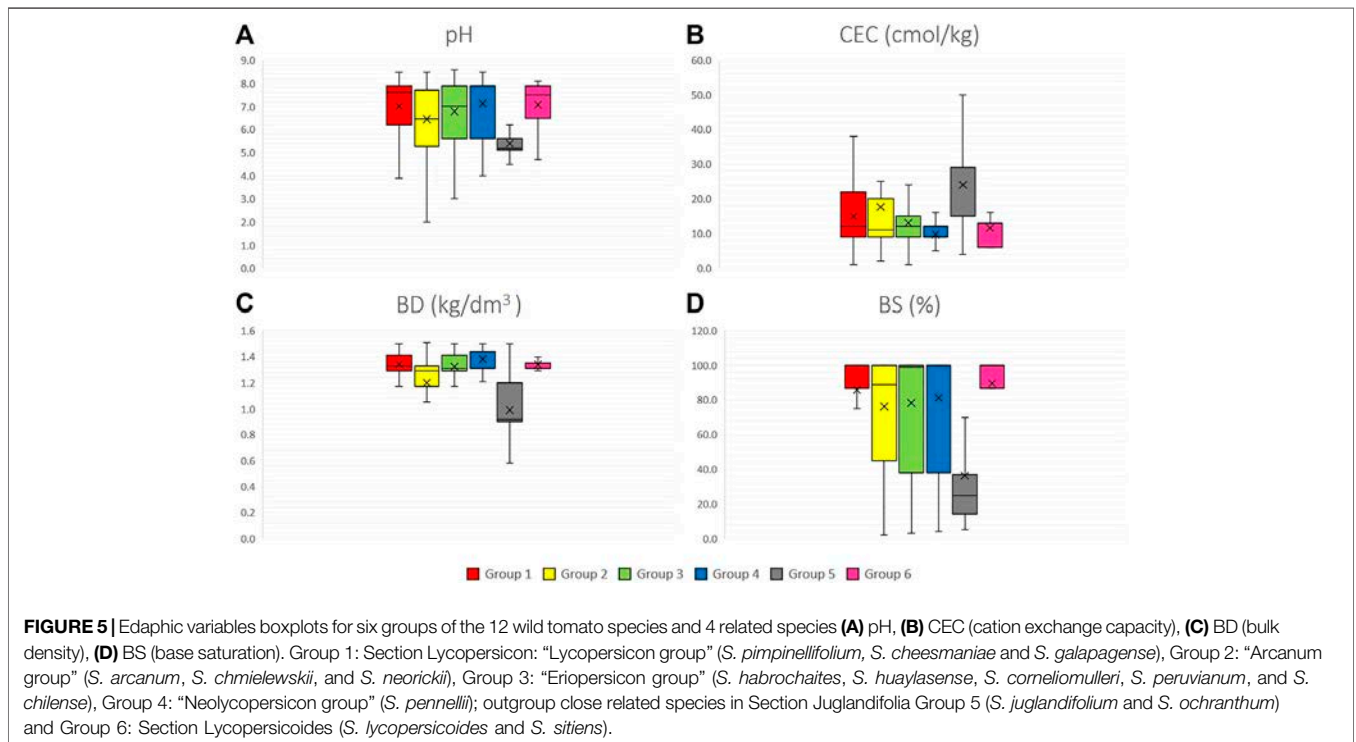 A
pH
9.0
8.0
7.0
6.0
5.0
4.0
3.0
2.0
1.0
0.0
B
CEC (cmol/kg)
60.0
50.0
40.0
30.0
20.0
10.0
0.0
C
BD (kg/dm³ )
1.6
1.4
1.2
1.0
0.8
0.6
0.4
0.2
0.0
D
BS (%)
120.0
100.0
80.0
60.0
40.0
20.0
0.0
Group 1 Group 2 Group 3 Group 4 Group 5 Group 6
FIGURE 5 | Edaphic variables boxplots for six groups of the 12 wild tomato species and 4 related species (A) pH, (B) CEC (cation exchange capacity), (C) BD (bulk
density), (D) BS (base saturation). Group 1: Section Lycopersicon: “Lycopersicon group” (S. pimpinellifolium, S. cheesmaniae and S. galapagense), Group 2: “Arcanum
group” (S. arcanum, S. chmielewskii, and S. neorickii), Group 3: “Eriopersicon group” (S. habrochaites, S. huaylasense, S. corneliomulleri, S. peruvianum, and S.
chilense), Group 4: “Neolycopersicon group” (S. pennellii); outgroup close related species in Section Juglandifolia Group 5 (S. juglandifolium and S. ochranthum)
and Group 6: Section Lycopersicoides (S. lycopersicoides and S. sitiens).